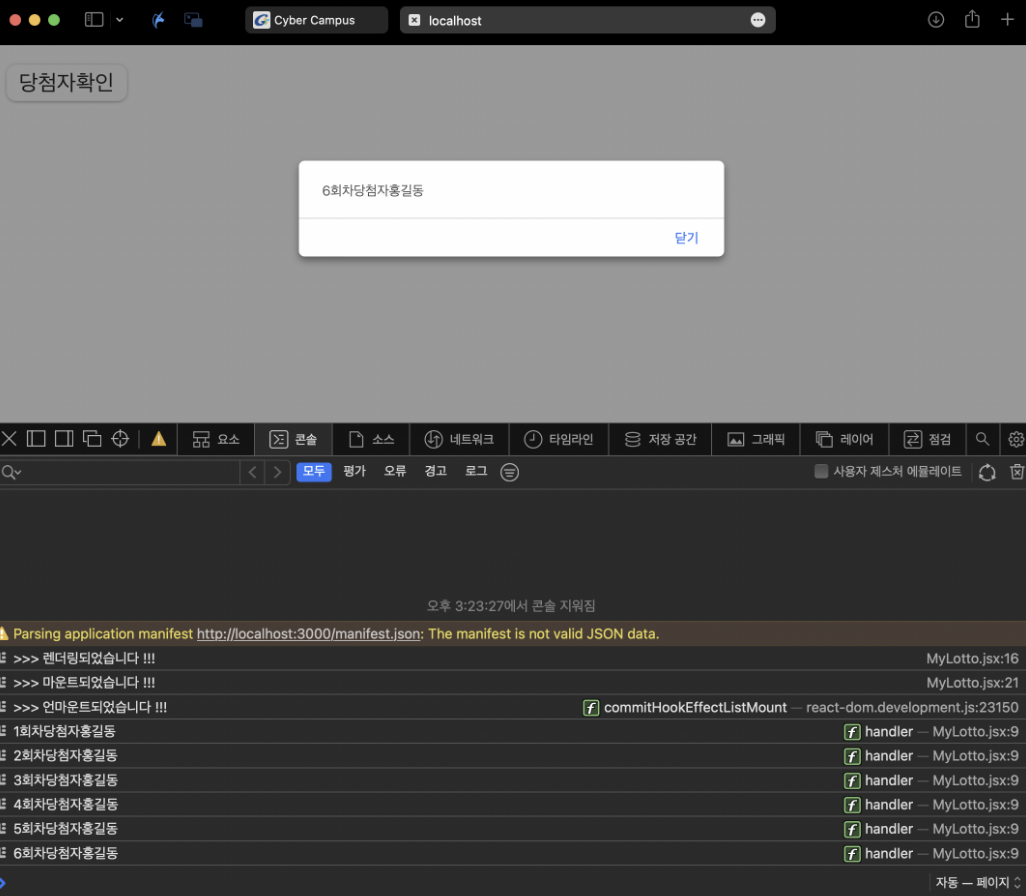 Cyber Campus
localhost
당첨자확인
6회차당첨자홍길동
닫기
요소 콘솔 소스 네트워크 타임라인 저장 공간 그래픽 레이어 점검
모두 평가 오류 경고 로그 사용자 제스처 에뮬레이트
오후 3:23:27에서 콘솔 지워짐
Parsing application manifest http://localhost:3000/manifest.json: The manifest is not valid JSON data.
>>> 렌더링되었습니다 !!! MyLotto.jsx:16
>>> 마운트되었습니다 !!! MyLotto.jsx:21
>>> 언마운트되었습니다 !!! f commitHookEffectListMount — react-dom.development.js:23150
1회차당첨자홍길동 f handler — MyLotto.jsx:9
2회차당첨자홍길동 f handler — MyLotto.jsx:9
3회차당첨자홍길동 f handler — MyLotto.jsx:9
4회차당첨자홍길동 f handler — MyLotto.jsx:9
5회차당첨자홍길동 f handler — MyLotto.jsx:9
6회차당첨자홍길동 f handler — MyLotto.jsx:9
자동 — 페이지